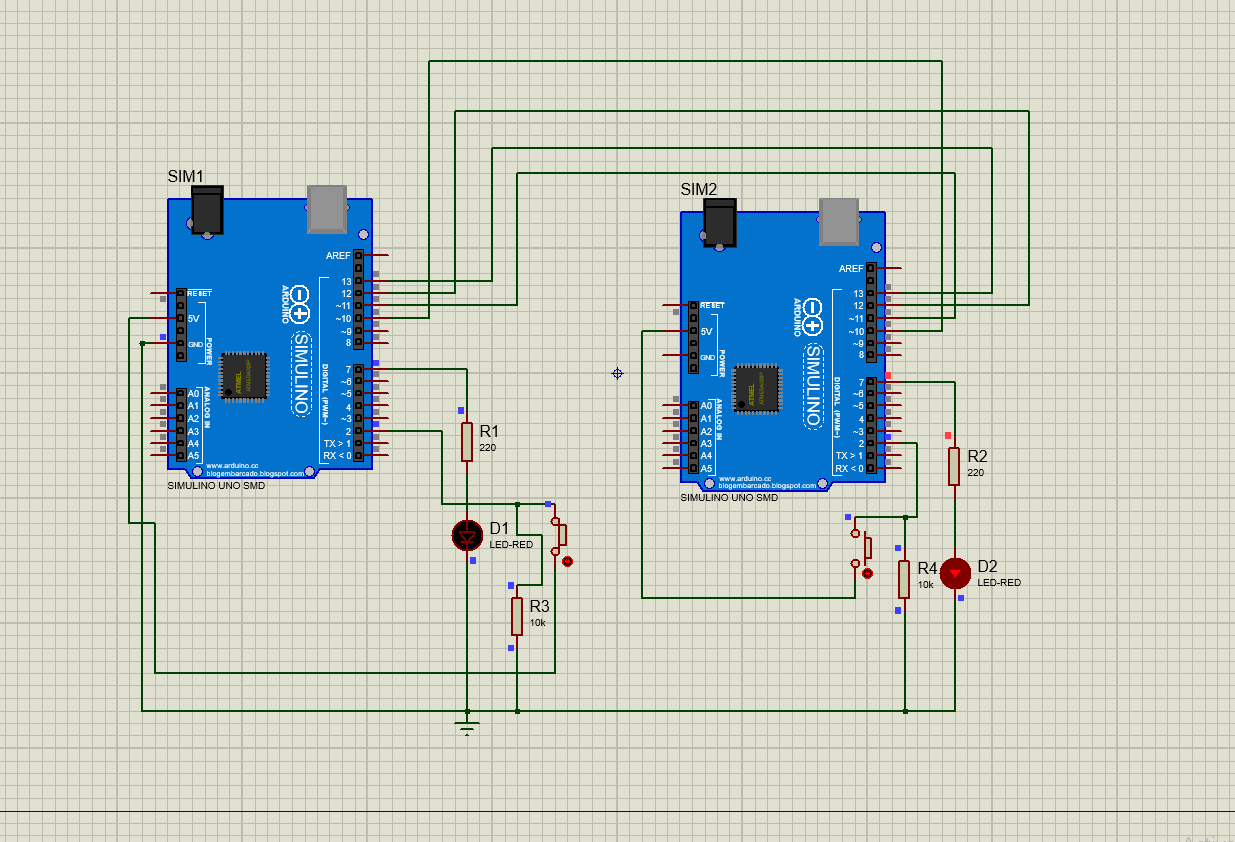 SIM1
AREF
RESET
5V
GND
POWER
13
12
~11
~10
~9
8
ARDUINO
SIMULINO
DIGITAL (PWM~)
7
~6
~5
4
~3
2
TX > 1
RX < 0
ATMEL
ANALOG IN
A0
A1
A2
A3
A4
A5
www.arduino.cc
blogembarcado.blogspot.com
SIMULINO UNO SMD
SIM2
AREF
RESET
5V
GND
POWER
13
12
~11
~10
~9
8
ARDUINO
SIMULINO
DIGITAL (PWM~)
7
~6
~5
4
~3
2
TX > 1
RX < 0
ATMEL
ANALOG IN
A0
A1
A2
A3
A4
A5
www.arduino.cc
blogembarcado.blogspot.com
SIMULINO UNO SMD
R1
220
R2
220
D1
LED-RED
R4
10k
D2
LED-RED
R3
10k